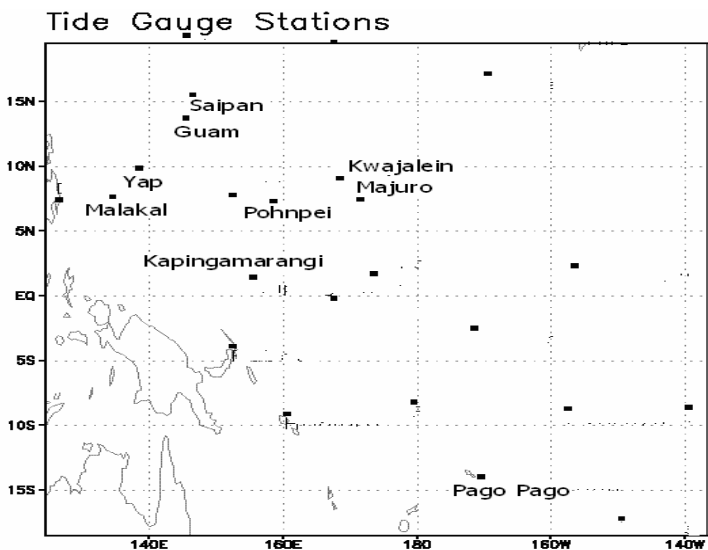 Tide Gauge Stations
15N
Saipan
Guam
10N
Yap
Kwajalein
Malakal
Majuro
Pohnpei
5N
Kapingamarangi
EQ
5S
10S
15S
Pago Pago
140E 160E 180 160W 140W